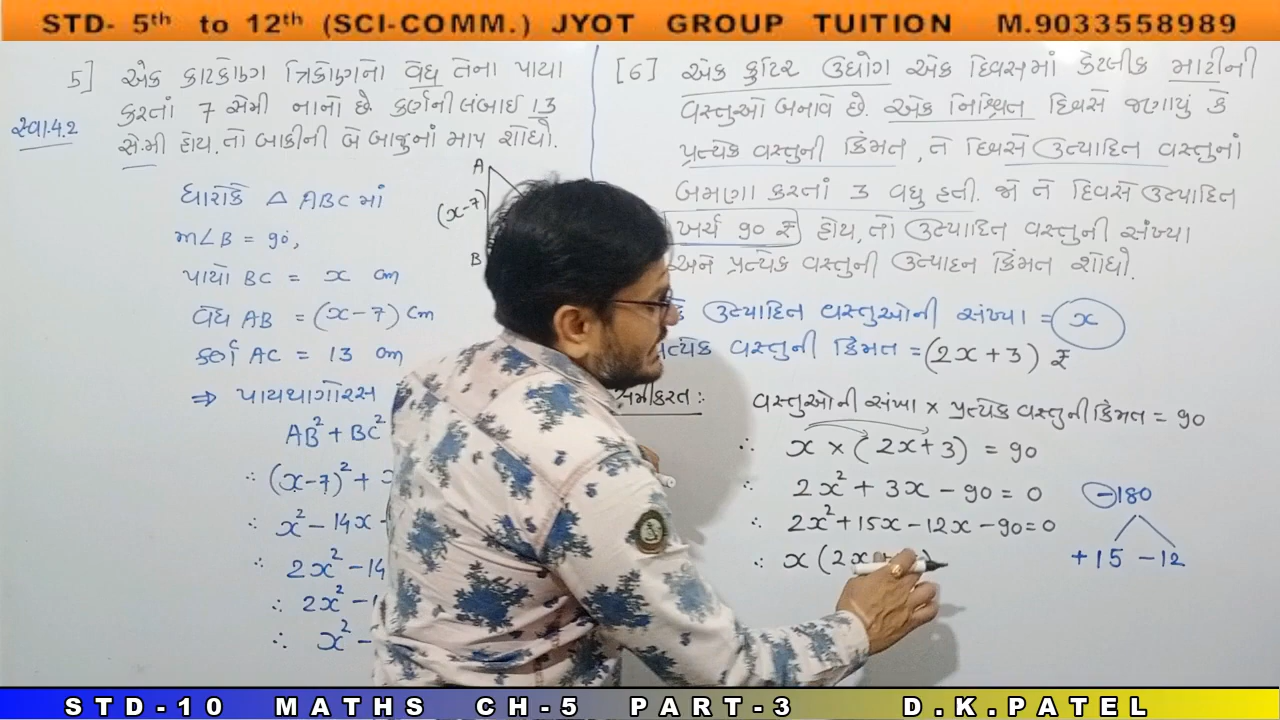 STD- 5th to 12th (SCI-COMM.) JYOT GROUP TUITION M.9033558989
5] એક કાટકોણ ત્રિકોણનો વેધ તેના પાયા
કરતાં 7 સેમી નાનો છે. કર્ણની લંબાઈ 13
સે.મી હોય, તો બાકીની બે બાજુનાં માપ શોધો.
સ્વા.4.2
A
(x-7)
B
ધારોકે △ ABC માં
m∠B = 90°,
પાયો BC = x cm
વેધ AB = (x-7) cm
કર્ણ AC = 13 cm
⇒ પાયથાગોરસ
AB² + BC²
∴ (x-7)² +
∴ x² - 14x -
∴ 2x² - 14
∴ 2x² -
∴ x² -
[6] એક કુટિર ઉદ્યોગ એક દિવસમાં કેટલીક માટીની
વસ્તુઓ બનાવે છે. એક નિશ્ચિત દિવસે જણાયું કે
પ્રત્યેક વસ્તુની કિંમત, તે દિવસે ઉત્પાદિત વસ્તુનાં
બમણા કરતાં 3 વધુ હતી. જો તે દિવસે ઉત્પાદિત
ખર્ચ 90 ₹ હોય, તો ઉત્પાદિત વસ્તુની સંખ્યા
અને પ્રત્યેક વસ્તુની ઉત્પાદન કિંમત શોધો.
કે ઉત્પાદિત વસ્તુઓની સંખ્યા = x
પ્રત્યેક વસ્તુની કિંમત = (2x+3) ₹
સમીકરણ :
વસ્તુઓની સંખ્યા × પ્રત્યેક વસ્તુની કિંમત = 90
∴ x × (2x+3) = 90
∴ 2x² + 3x - 90 = 0
∴ 2x² + 15x - 12x - 90 = 0
∴ x (2x +
-180
+15 -12
STD-10 MATHS CH-5 PART-3 D.K.PATEL